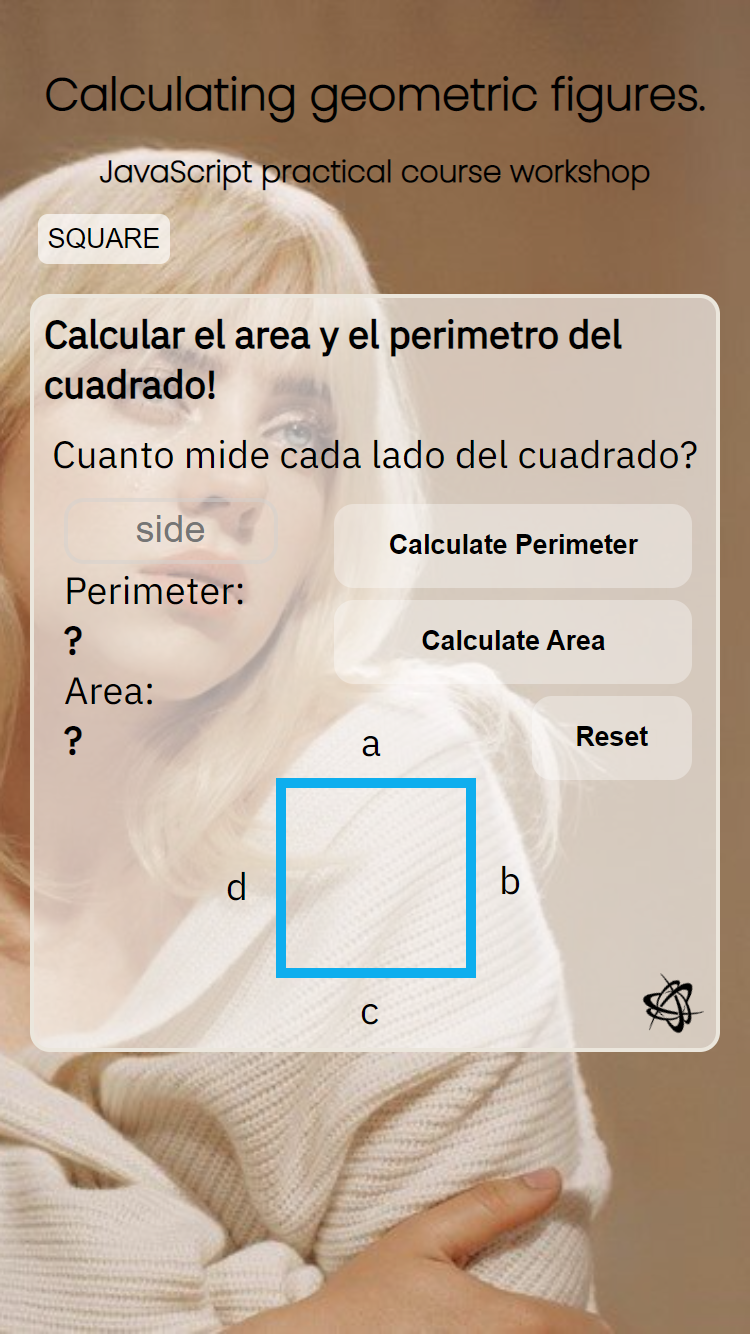 Calculating geometric figures.
JavaScript practical course workshop
SQUARE
Calcular el area y el perimetro del
cuadrado!
Cuanto mide cada lado del cuadrado?
side
Calculate Perimeter
Perimeter:
?
Calculate Area
Area:
?
Reset
a
d
b
c